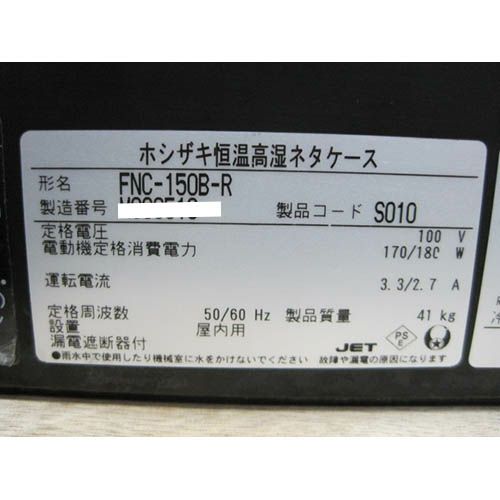 ホシザキ恒温高湿ネタケース
形名 FNC-150B-R
製造番号 製品コード S010
定格電圧 100 V
電動機定格消費電力 170/180 W
運転電流 3.3/2.7 A
定格周波数 50/60 Hz 製品質量 41 kg
設置 屋内用
漏電遮断器付
●雨水中で使用したり機械室に水をかけないでください JET PS E 故障や漏電の原因になります